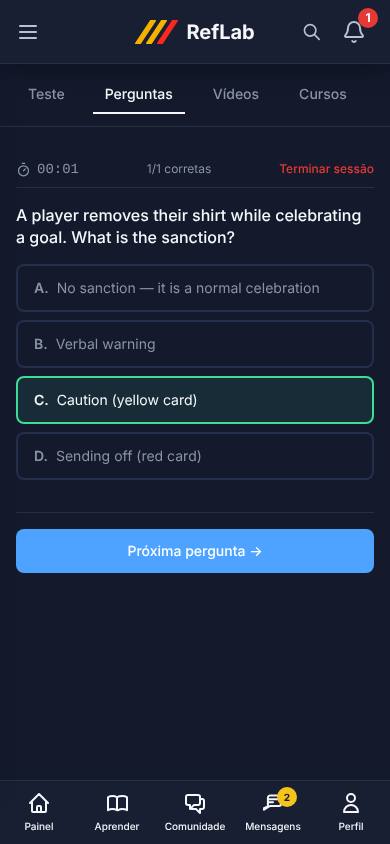 RefLab
1
Teste
Perguntas
Vídeos
Cursos
00:01
1/1 corretas
Terminar sessão
A player removes their shirt while celebrating
a goal. What is the sanction?
A. No sanction — it is a normal celebration
B. Verbal warning
C. Caution (yellow card)
D. Sending off (red card)
Próxima pergunta →
2
Painel
Aprender
Comunidade
Mensagens
Perfil